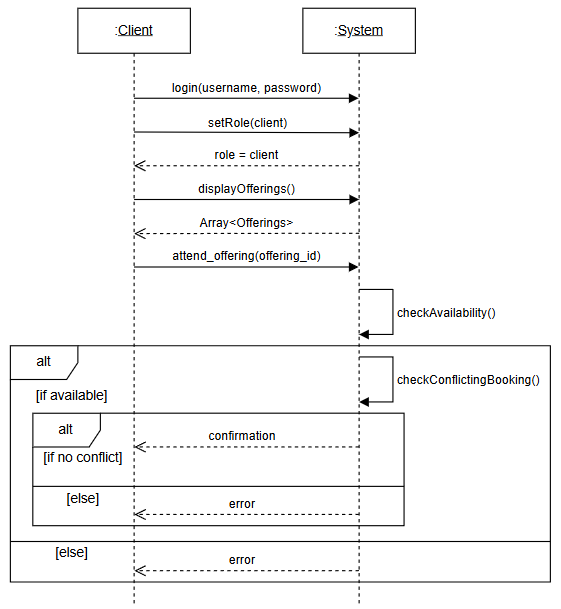 :Client
:System
login(username, password)
setRole(client)
role = client
displayOfferings()
Array<Offerings>
attend_offering(offering_id)
checkAvailability()
alt
checkConflictingBooking()
[if available]
alt
confirmation
[if no conflict]
[else]
error
[else]
error